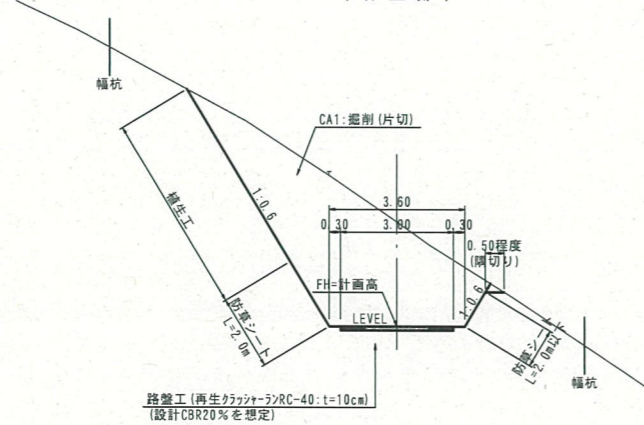 幅杭
CA1:掘削(片切)
1:0.6
植生工
3.60
0.30
3.00
0.30
0.50程度
(隅切り)
FH=計画高
LEVEL
1:0.6
防草シート
L=2.0m
防草シート
L=2.0m以下
幅杭
路盤工(再生クラッシャーランRC-40:t=10cm)
(設計CBR20%を想定)